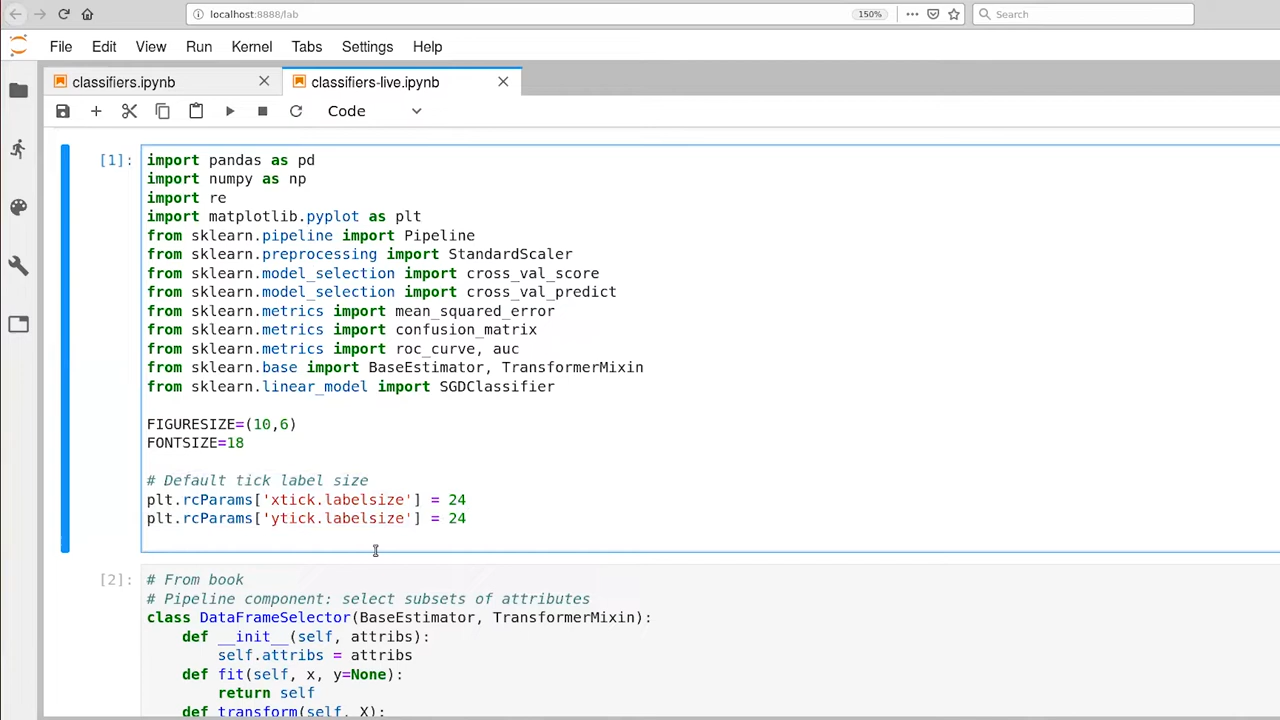 localhost:8888/lab
150%
Search
File Edit View Run Kernel Tabs Settings Help
classifiers.ipynb
classifiers-live.ipynb
Code
[1]:
import pandas as pd
import numpy as np
import re
import matplotlib.pyplot as plt
from sklearn.pipeline import Pipeline
from sklearn.preprocessing import StandardScaler
from sklearn.model_selection import cross_val_score
from sklearn.model_selection import cross_val_predict
from sklearn.metrics import mean_squared_error
from sklearn.metrics import confusion_matrix
from sklearn.metrics import roc_curve, auc
from sklearn.base import BaseEstimator, TransformerMixin
from sklearn.linear_model import SGDClassifier
FIGURESIZE=(10,6)
FONTSIZE=18
# Default tick label size
plt.rcParams['xtick.labelsize'] = 24
plt.rcParams['ytick.labelsize'] = 24
[2]:
# From book
# Pipeline component: select subsets of attributes
class DataFrameSelector(BaseEstimator, TransformerMixin):
def __init__(self, attribs):
self.attribs = attribs
def fit(self, x, y=None):
return self
def transform(self, X):